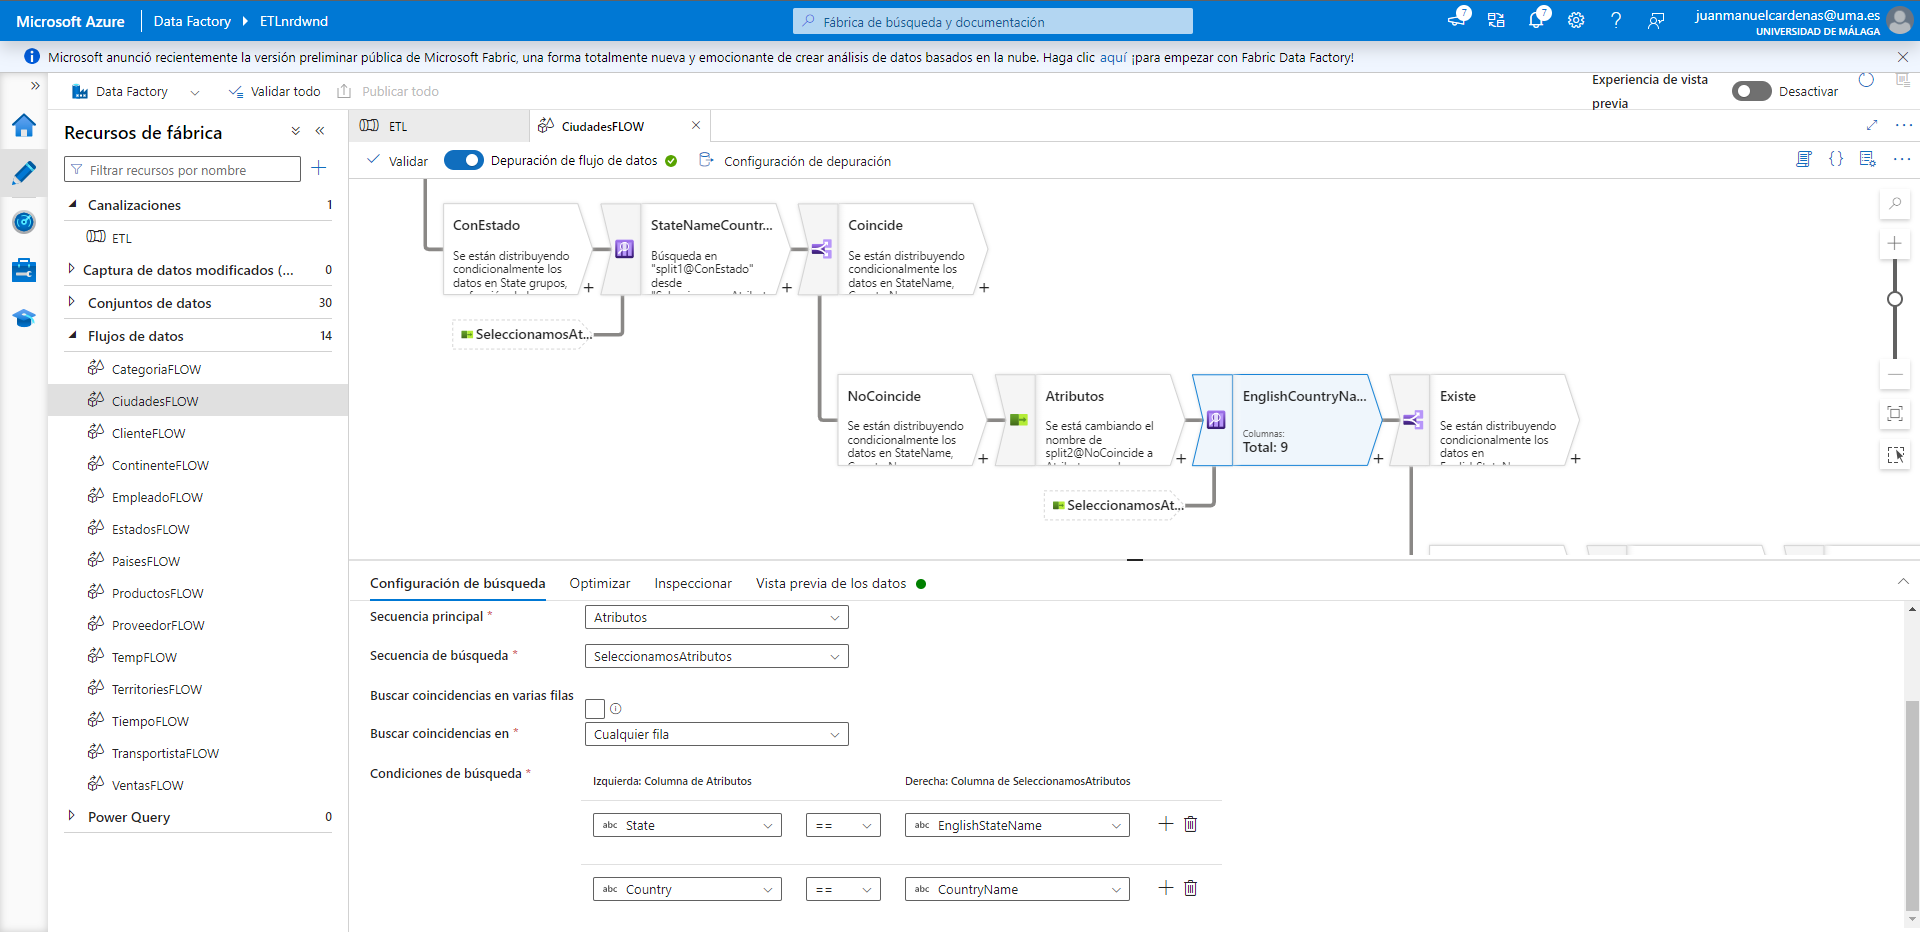 Microsoft Azure
Data Factory
ETLnrdwnd
Fábrica de búsqueda y documentación
7
7
juanmanuelcardenas@uma.es
UNIVERSIDAD DE MÁLAGA
Microsoft anunció recientemente la versión preliminar pública de Microsoft Fabric, una forma totalmente nueva y emocionante de crear análisis de datos basados en la nube. Haga clic aquí ¡para empezar con Fabric Data Factory!
Data Factory
Validar todo
Publicar todo
Experiencia de vista
previa
Desactivar
Recursos de fábrica
Filtrar recursos por nombre
Canalizaciones 1
ETL
Captura de datos modificados (... 0
Conjuntos de datos 30
Flujos de datos 14
CategoriaFLOW
CiudadesFLOW
ClienteFLOW
ContinenteFLOW
EmpleadoFLOW
EstadosFLOW
PaisesFLOW
ProductosFLOW
ProveedorFLOW
TempFLOW
TerritoriesFLOW
TiempoFLOW
TransportistaFLOW
VentasFLOW
Power Query 0
ETL
CiudadesFLOW
Validar
Depuración de flujo de datos
Configuración de depuración
ConEstado
Se están distribuyendo
condicionalmente los
datos en State grupos,
StateNameCountr...
Búsqueda en
"split1@ConEstado"
desde
Coincide
Se están distribuyendo
condicionalmente los
datos en StateName,
SeleccionamosAt...
NoCoincide
Se están distribuyendo
condicionalmente los
datos en StateName,
Atributos
Se está cambiando el
nombre de
split2@NoCoincide a
EnglishCountryNa...
Columnas:
Total: 9
Existe
Se están distribuyendo
condicionalmente los
datos en
SeleccionamosAt...
Configuración de búsqueda
Optimizar
Inspeccionar
Vista previa de los datos
Secuencia principal *
Atributos
Secuencia de búsqueda *
SeleccionamosAtributos
Buscar coincidencias en varias filas
Buscar coincidencias en *
Cualquier fila
Condiciones de búsqueda *
Izquierda: Columna de Atributos
Derecha: Columna de SeleccionamosAtributos
abc State
==
abc EnglishStateName
abc Country
==
abc CountryName